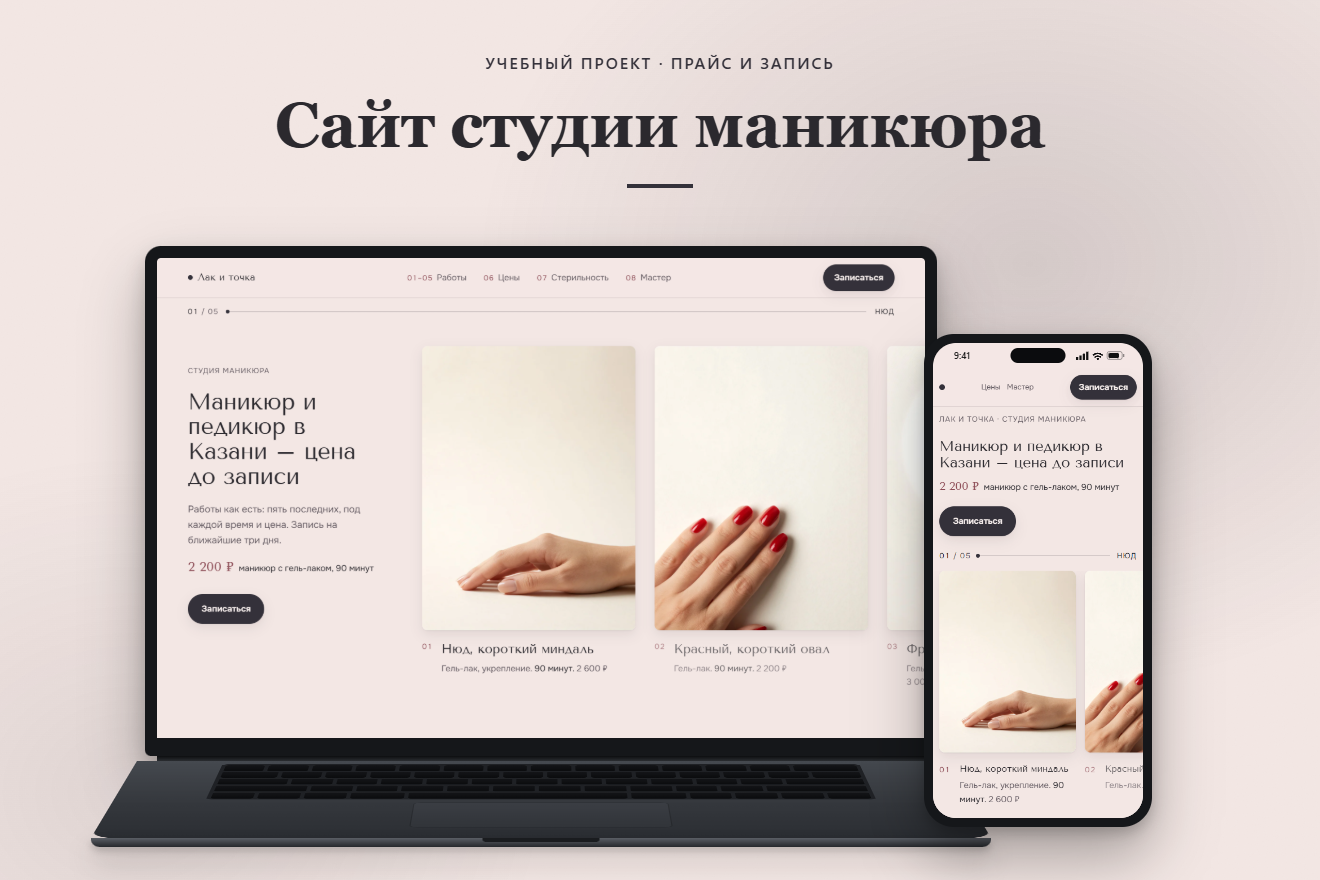 УЧЕБНЫЙ ПРОЕКТ · ПРАЙС И ЗАПИСЬ
Сайт студии маникюра
Лак и точка
01–05 Работы
06 Цены
07 Стерильность
08 Мастер
Записаться
01 / 05
НЮД
СТУДИЯ МАНИКЮРА
Маникюр и
педикюр в
Казани — цена
до записи
Работы как есть: пять последних, под
каждой время и цена. Запись на
ближайшие три дня.
2 200 ₽ маникюр с гель-лаком, 90 минут
Записаться
01 Нюд, короткий миндаль
Гель-лак, укрепление. 90 минут. 2 600 ₽
02 Красный, короткий овал
Гель-лак. 90 минут. 2 200 ₽
03
9:41
Цены Мастер
Записаться
ЛАК И ТОЧКА · СТУДИЯ МАНИКЮРА
Маникюр и педикюр в
Казани — цена до записи
2 200 ₽ маникюр с гель-лаком, 90 минут
Записаться
01 / 05
НЮД
01 Нюд, короткий миндаль
Гель-лак, укрепление. 90
минут. 2 600 ₽
02 Красный
Гель-лак.